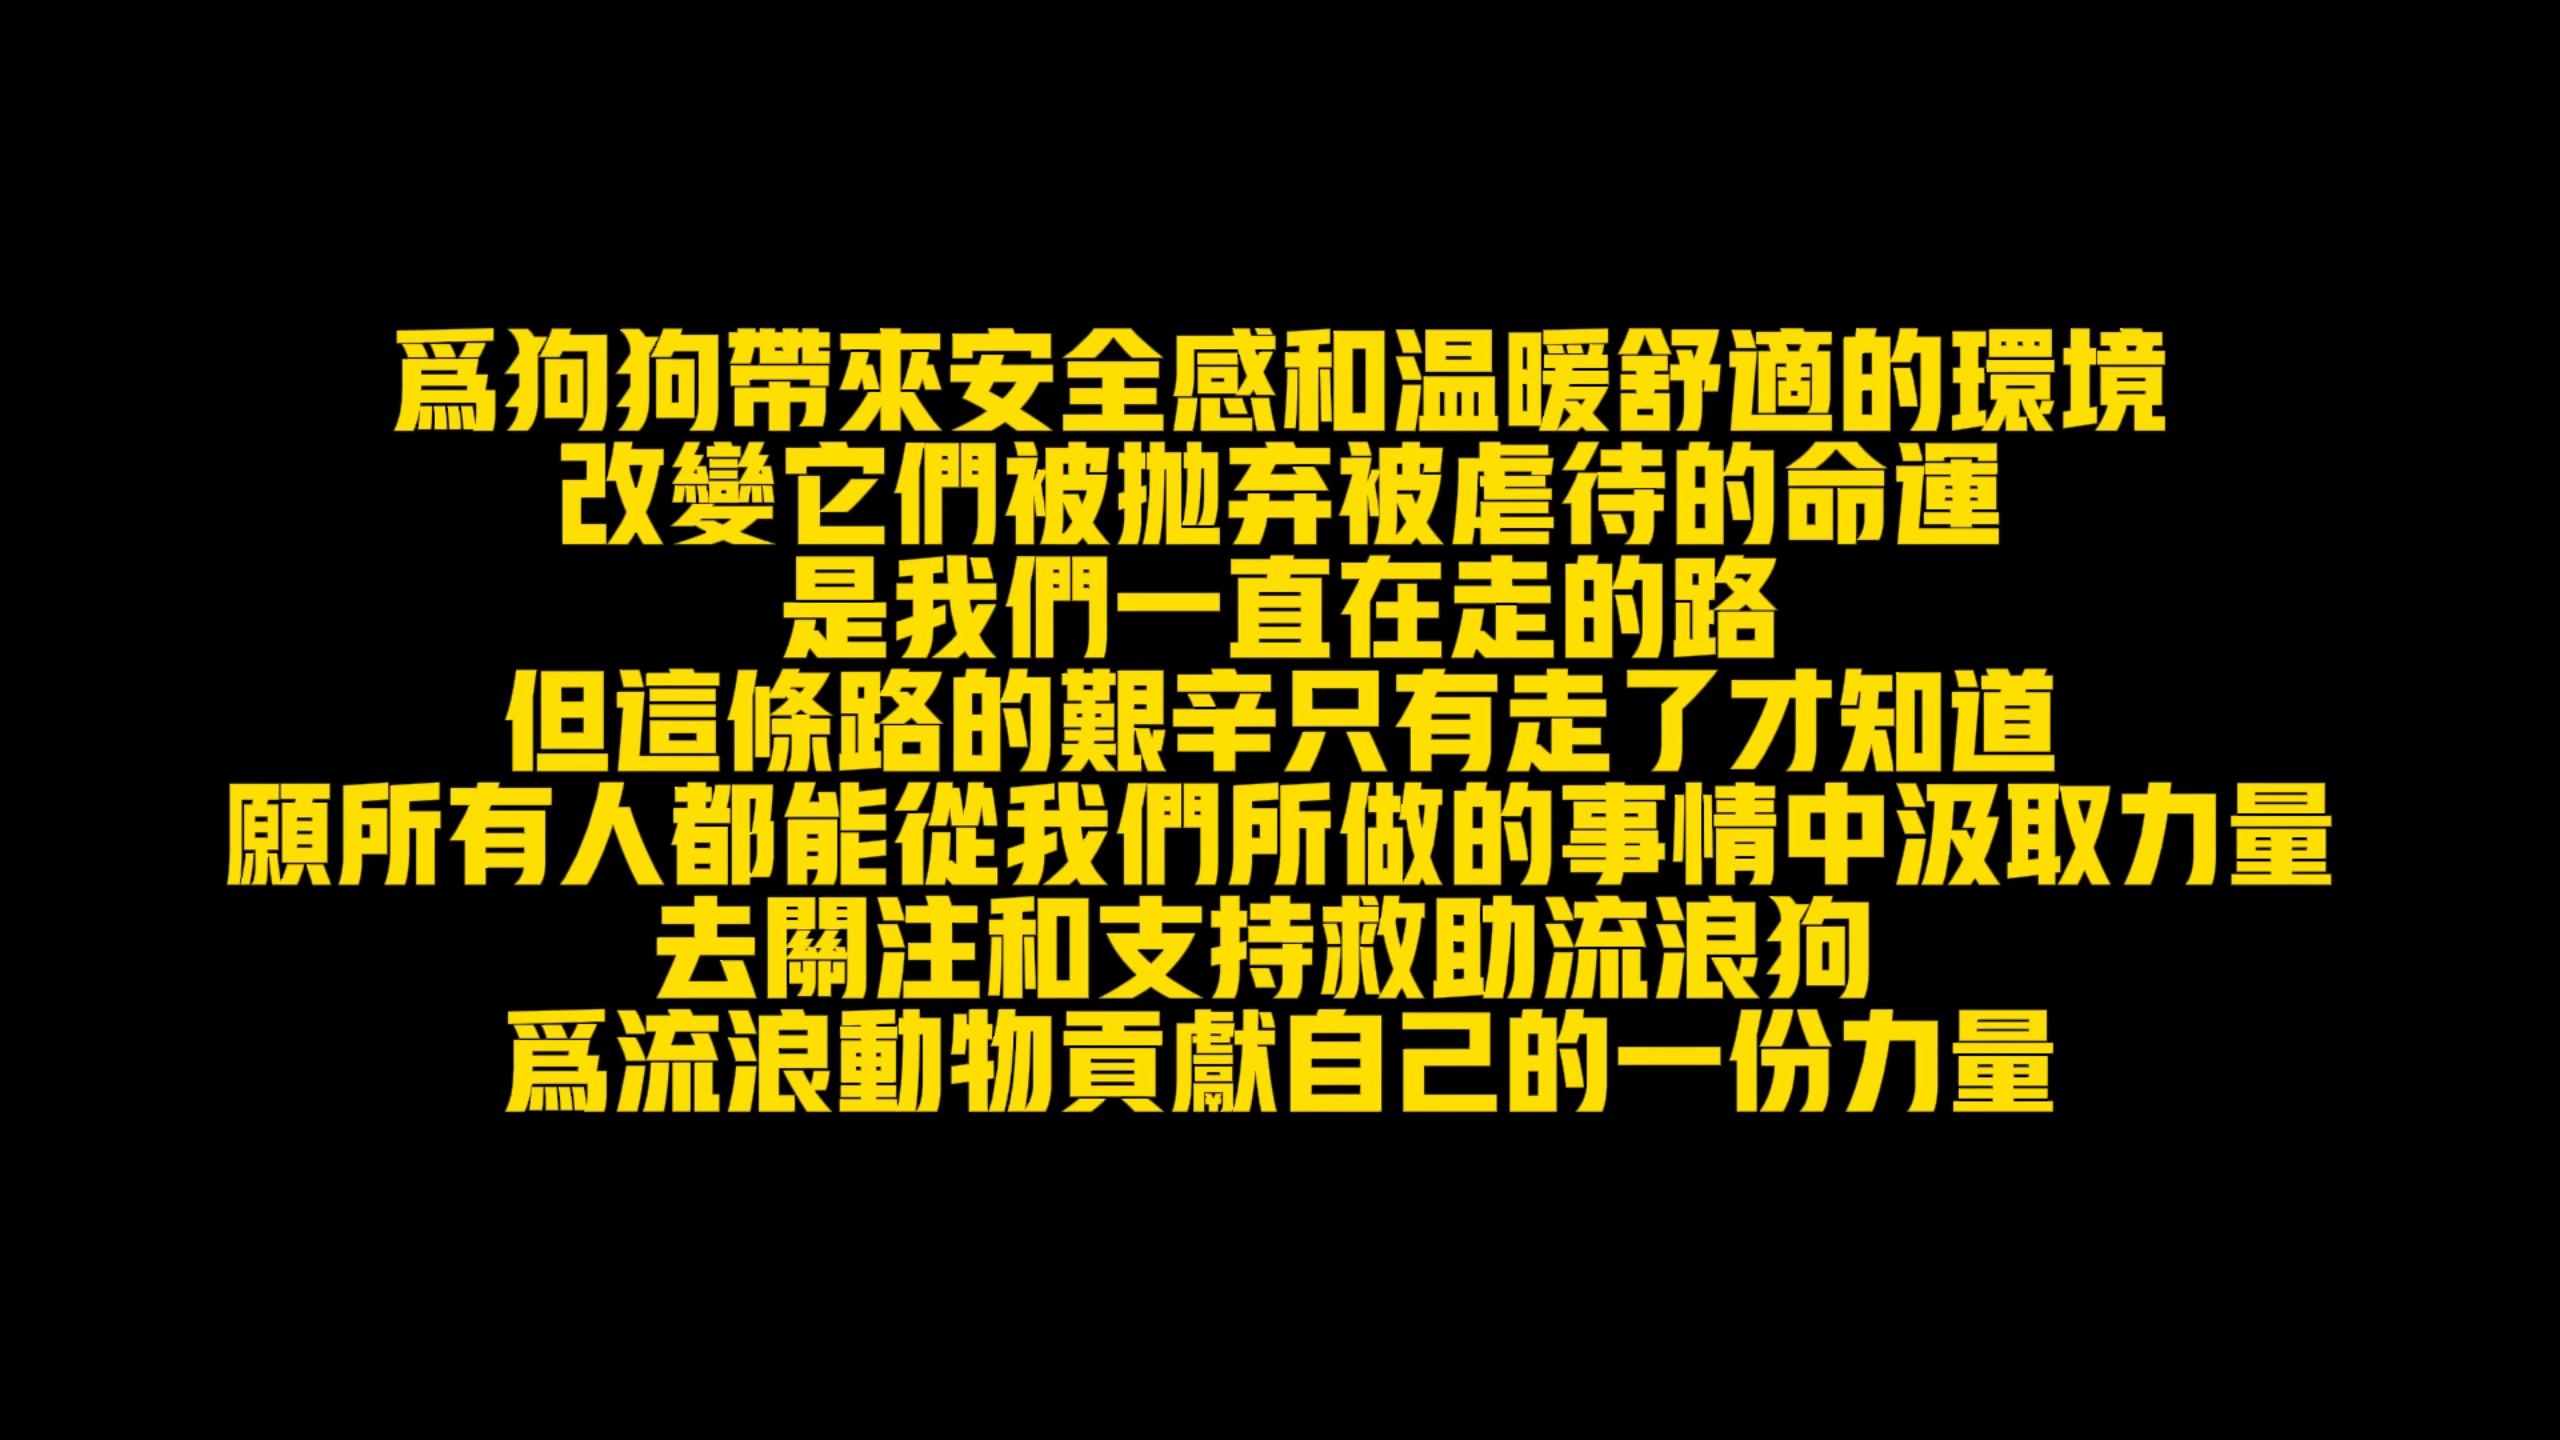 爲狗狗帶來安全感和温暖舒適的環境
改變它們被拋弃被虐待的命運
是我們一直在走的路
但這條路的艱辛只有走了才知道
願所有人都能從我們所做的事情中汲取力量
去關注和支持救助流浪狗
爲流浪動物貢獻自己的一份力量